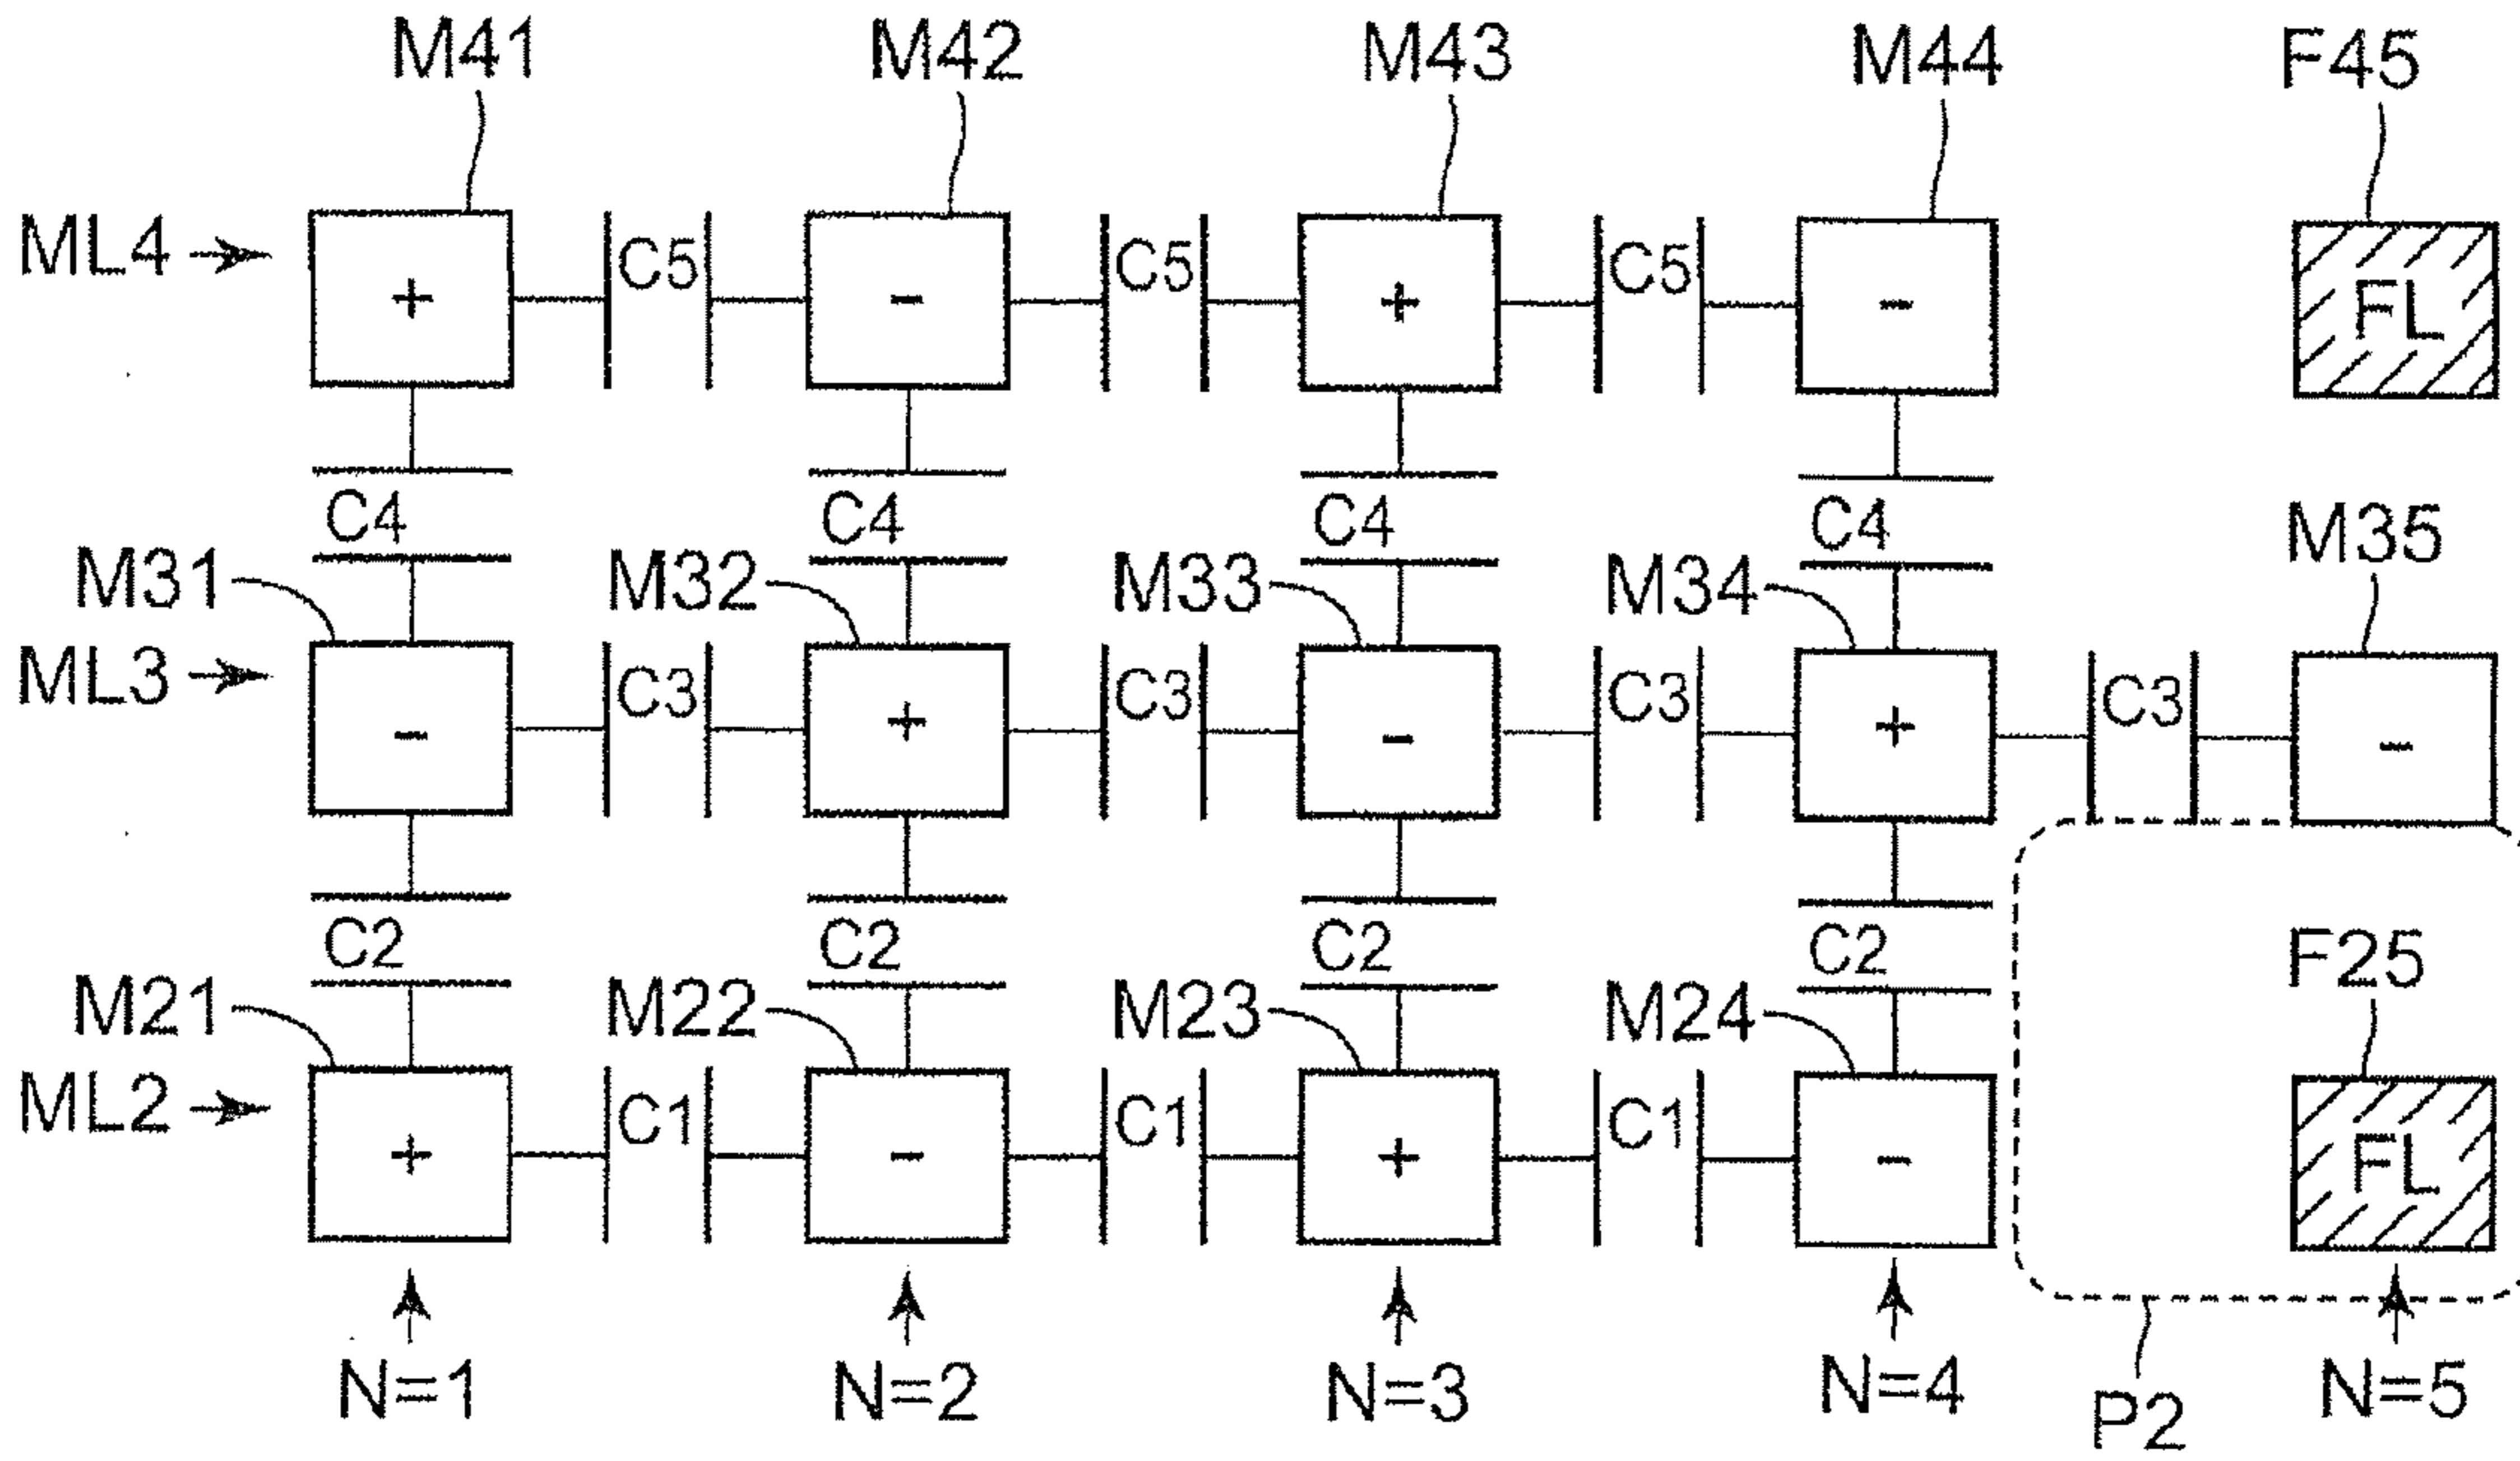 M41 M42 M43 M44 F45
ML4 + C5 - C5 + C5 - FL
C4 C4 C4 C4
M31 M32 M33 M34 M35
ML3 - C3 + C3 - C3 + C3 -
C2 C2 C2 C2 F25
M21 M22 M23 M24
ML2 + C1 - C1 + C1 - FL
N=1 N=2 N=3 N=4 N=5
P2